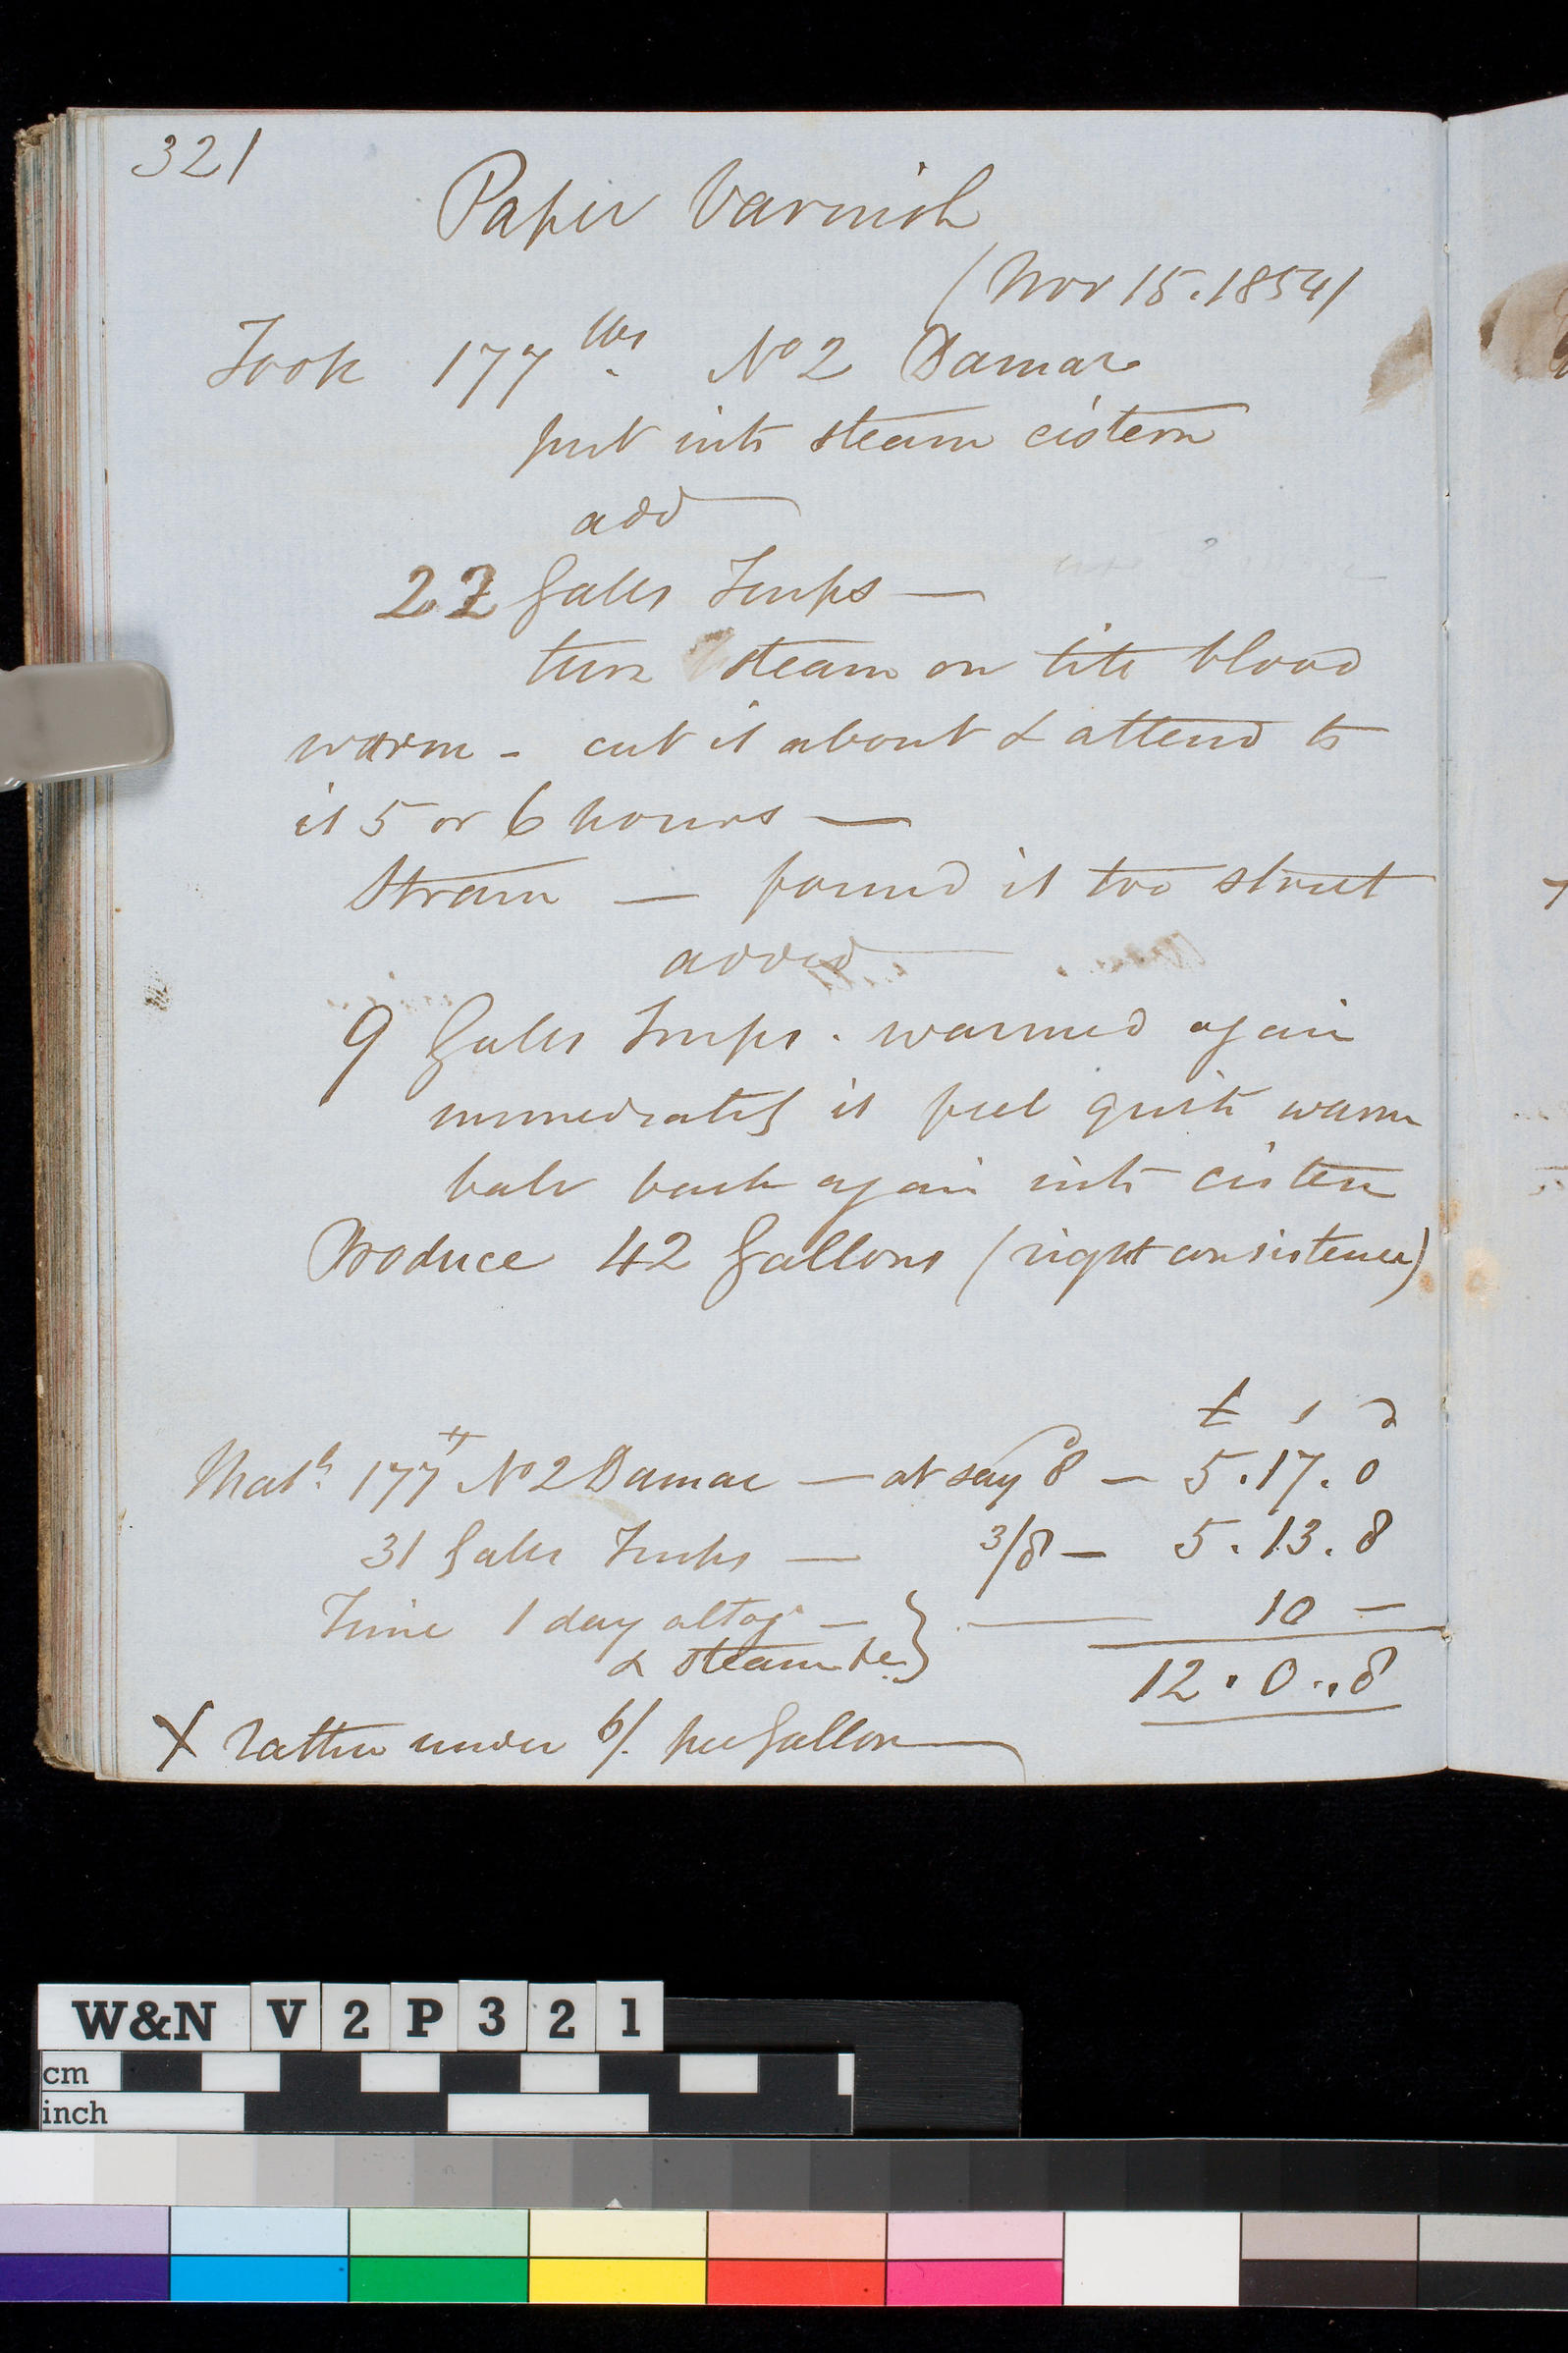 321
Paper Varnish
(Nov 15. 1854)
Took 177 lbs No 2 Damar
put into steam cistern
add
22 Galls Turps —
turn steam on till blood
warm - cut it about & attend to
it 5 or 6 hours —
Strain — found it too stout
added
9 Galls Turps . warmed again
immediately it feel quite warm
bale back again into cistern
Produce 42 Gallons (right consistence)
£ s d
Matls 177 lb No 2 Damar — at say 8d — 5.17.0
31 Galls Turps — 3/8 — 5.13.8
Time 1 day altog — } — 10 —
& steam &c.
12.0..8
X Rather under 6/. per Gallon
W&N V 2 P 3 2 1
cm
inch